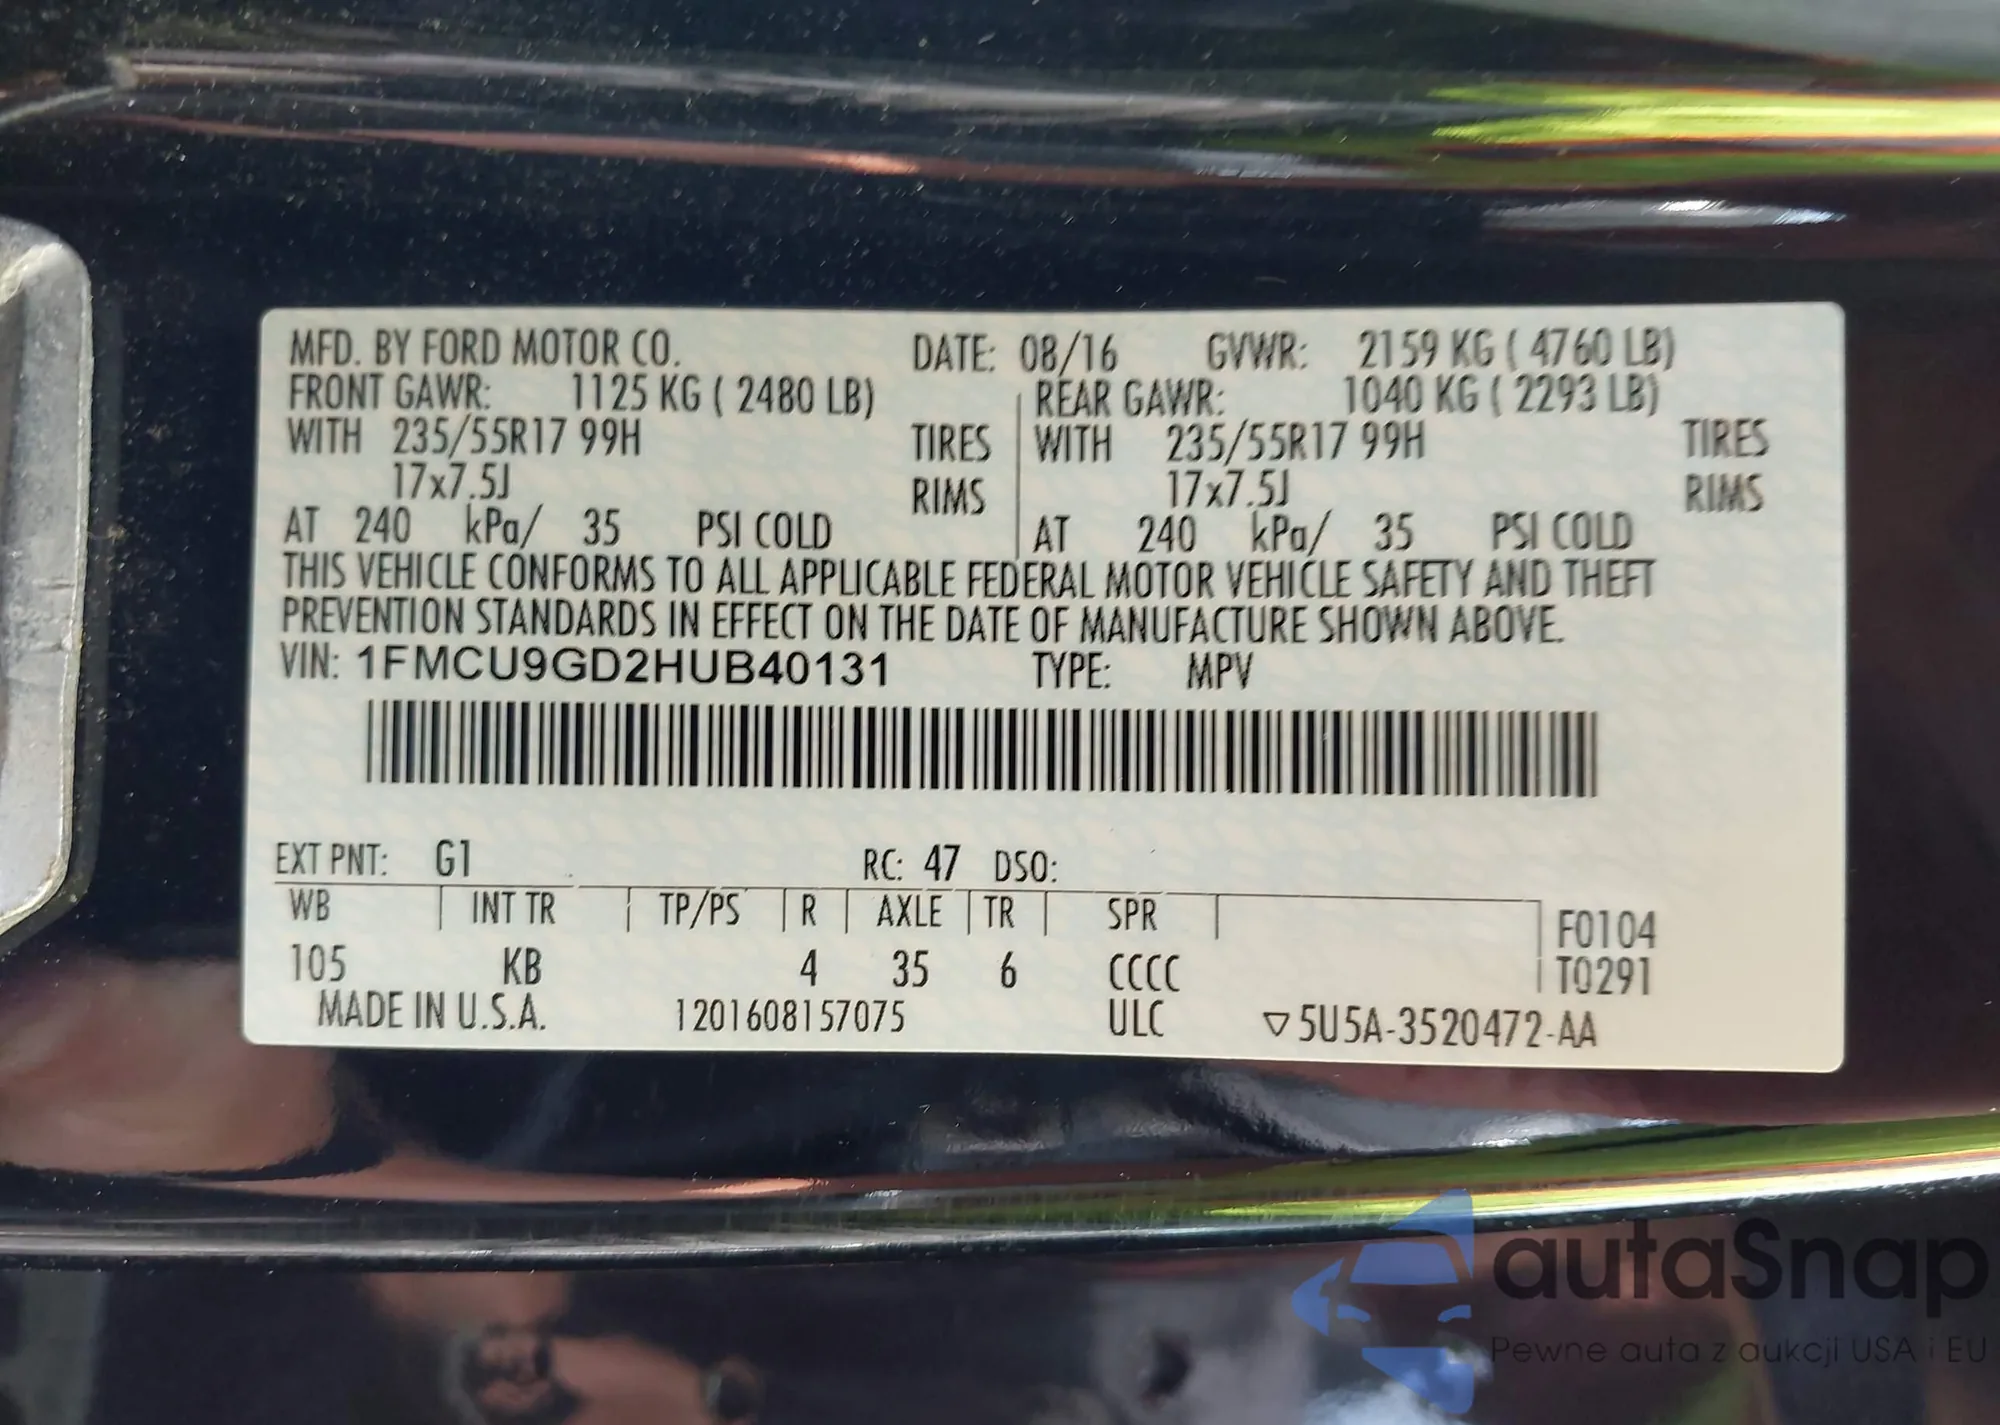 MFD. BY FORD MOTOR CO. DATE: 08/16 GVWR: 2159 KG ( 4760 LB)
FRONT GAWR: 1125 KG ( 2480 LB) REAR GAWR: 1040 KG ( 2293 LB)
WITH 235/55R17 99H TIRES WITH 235/55R17 99H TIRES
17x7.5J RIMS 17x7.5J RIMS
AT 240 kPa/ 35 PSI COLD AT 240 kPa/ 35 PSI COLD
THIS VEHICLE CONFORMS TO ALL APPLICABLE FEDERAL MOTOR VEHICLE SAFETY AND THEFT
PREVENTION STANDARDS IN EFFECT ON THE DATE OF MANUFACTURE SHOWN ABOVE.
VIN: 1FMCU9GD2HUB40131 TYPE: MPV
EXT PNT: G1 RC: 47 DSO:
WB INT TR TP/PS R AXLE TR SPR F0104
105 KB 4 35 6 CCCC T0291
MADE IN U.S.A. 1201608157075 ULC ▽5U5A-3520472-AA
autaSnap
Pewne auta z aukcji USA i EU